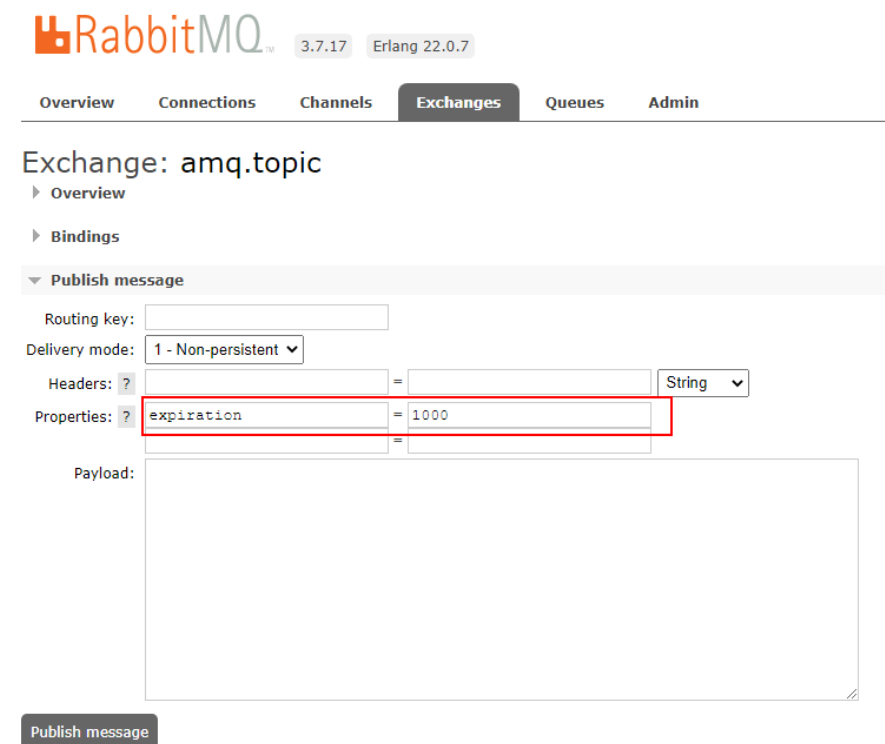 RabbitMQ TM 3.7.17 Erlang 22.0.7
Overview Connections Channels Exchanges Queues Admin
Exchange: amq.topic
Overview
Bindings
Publish message
Routing key:
Delivery mode: 1 - Non-persistent
Headers: ? = String
Properties: ? expiration = 1000
=
Payload:
Publish message